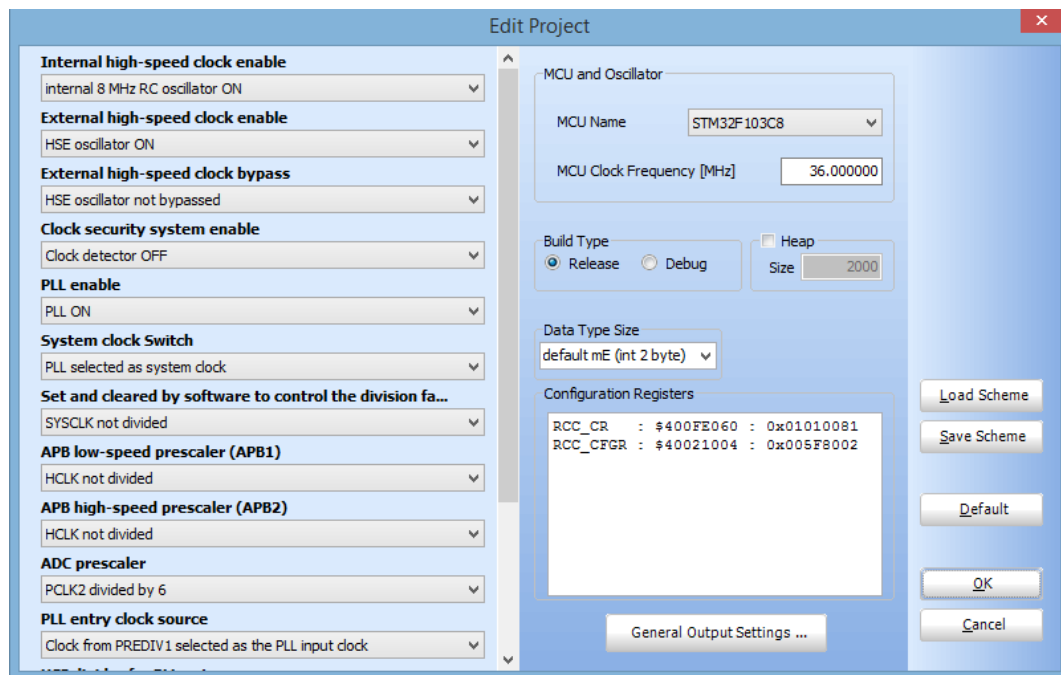 Edit Project
Internal high-speed clock enable
internal 8 MHz RC oscillator ON
External high-speed clock enable
HSE oscillator ON
External high-speed clock bypass
HSE oscillator not bypassed
Clock security system enable
Clock detector OFF
PLL enable
PLL ON
System clock Switch
PLL selected as system clock
Set and cleared by software to control the division fa...
SYSCLK not divided
APB low-speed prescaler (APB1)
HCLK not divided
APB high-speed prescaler (APB2)
HCLK not divided
ADC prescaler
PCLK2 divided by 6
PLL entry clock source
Clock from PREDIV1 selected as the PLL input clock
MCU and Oscillator
MCU Name STM32F103C8
MCU Clock Frequency [MHz] 36.000000
Build Type
Release Debug
Heap
Size 2000
Data Type Size
default mE (int 2 byte)
Configuration Registers
RCC_CR : $400FE060 : 0x01010081
RCC_CFGR : $40021004 : 0x005F8002
General Output Settings ...
Load Scheme
Save Scheme
Default
OK
Cancel